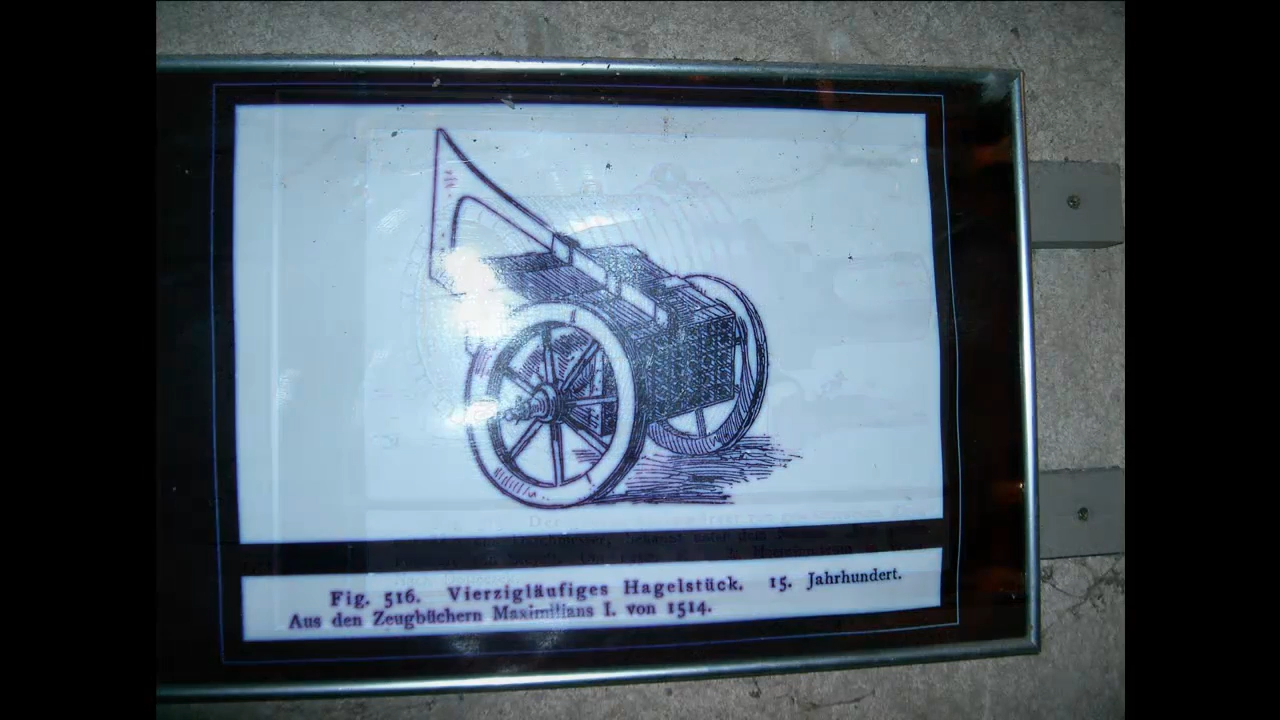 Fig. 516. Vierzigläufiges Hagelstück. 15. Jahrhundert.
Aus den Zeugbüchern Maximilians I. von 1514.